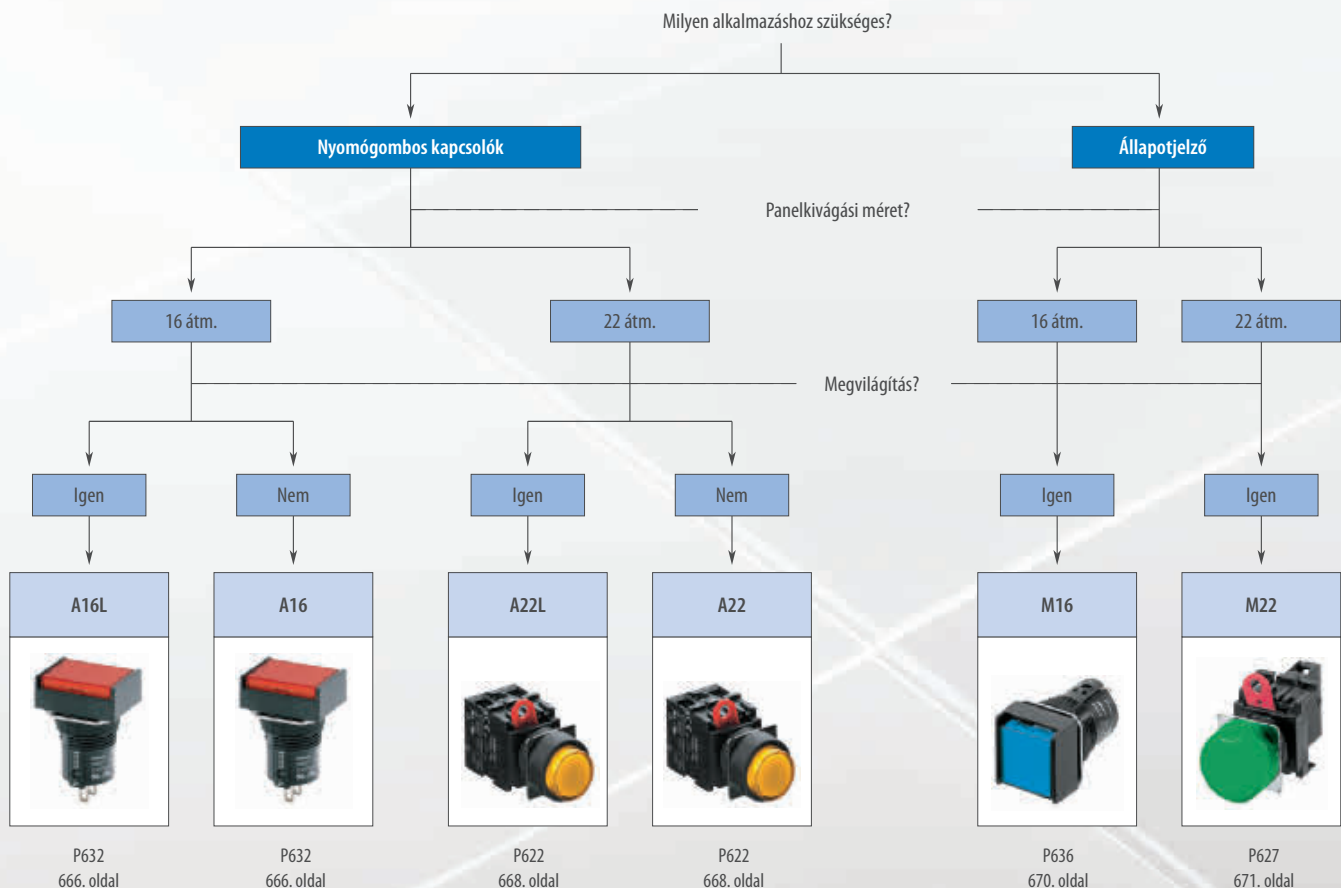 Milyen alkalmazáshoz szükséges?
Nyomógombos kapcsolók
Állapotjelző
Panelkivágási méret?
16 átm.
22 átm.
16 átm.
22 átm.
Megvilágítás?
Igen
Nem
Igen
Nem
Igen
Igen
A16L
A16
A22L
A22
M16
M22
P632
666. oldal
P632
666. oldal
P622
668. oldal
P622
668. oldal
P636
670. oldal
P627
671. oldal